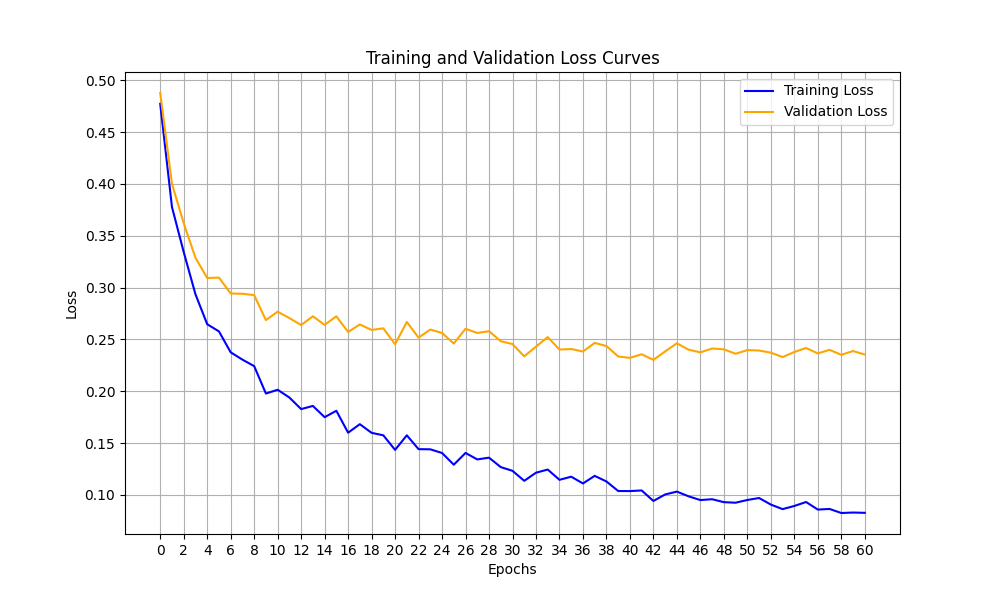 Training and Validation Loss Curves
Training Loss
Validation Loss
0.50
0.45
0.40
0.35
0.30
0.25
0.20
0.15
0.10
Loss
0 2 4 6 8 10 12 14 16 18 20 22 24 26 28 30 32 34 36 38 40 42 44 46 48 50 52 54 56 58 60
Epochs